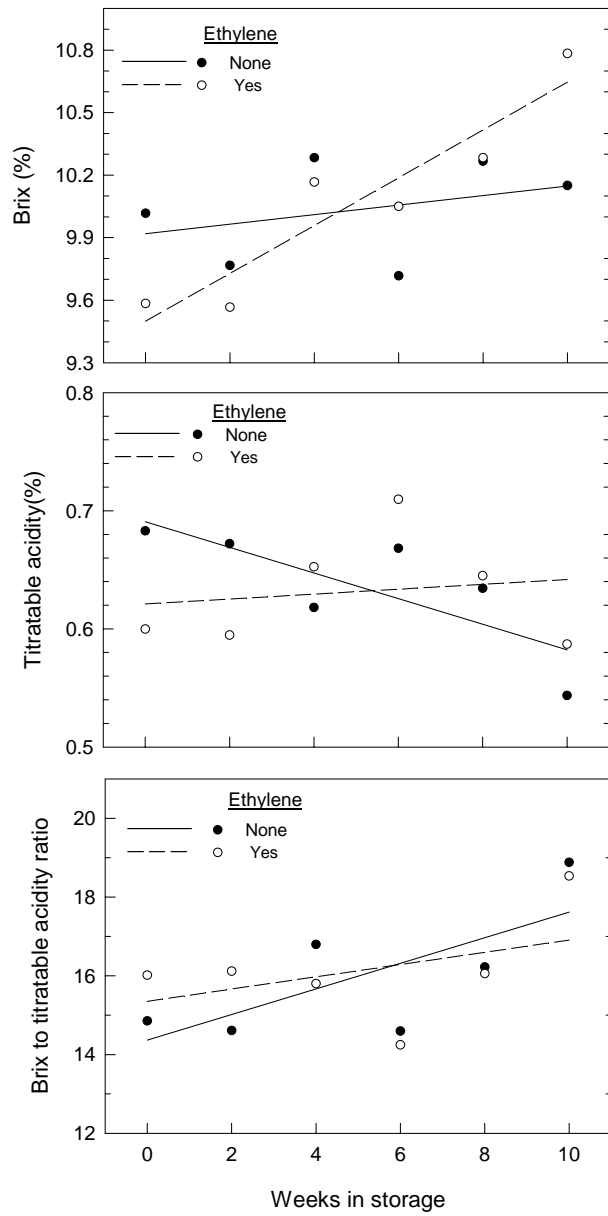 Ethylene
None
Yes
10.8
10.5
10.2
9.9
9.6
9.3
Brix (%)
Ethylene
None
Yes
0.8
0.7
0.6
0.5
Titratable acidity(%)
Ethylene
None
Yes
20
18
16
14
12
Brix to titratable acidity ratio
0 2 4 6 8 10
Weeks in storage